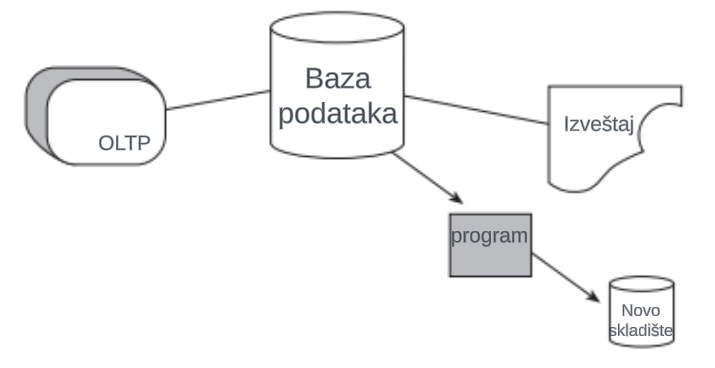 Baza
podataka
OLTP
Izveštaj
program
Novo
skladište